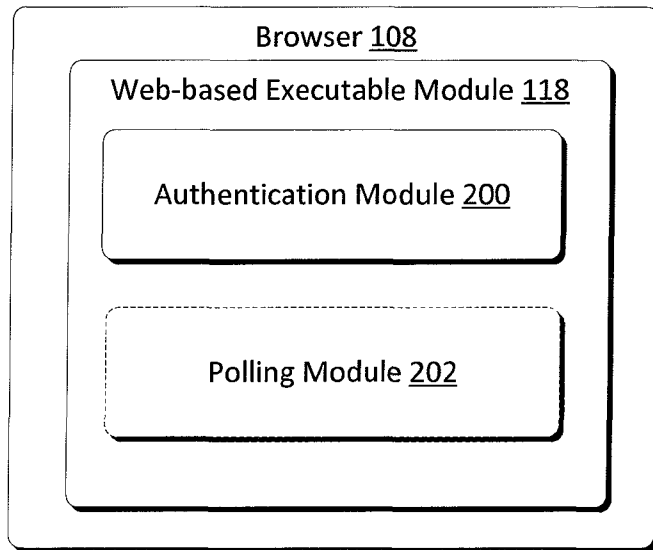 Browser 108
Web-based Executable Module 118
Authentication Module 200
Polling Module 202